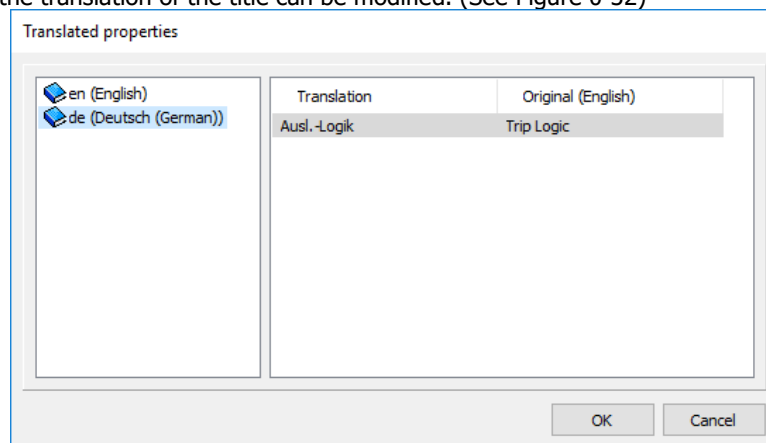 the translation of the title can be modified. (See Figure 6-32)
Translated properties
en (English)
de (Deutsch (German))
Translation Original (English)
Ausl.-Logik Trip Logic
OK Cancel